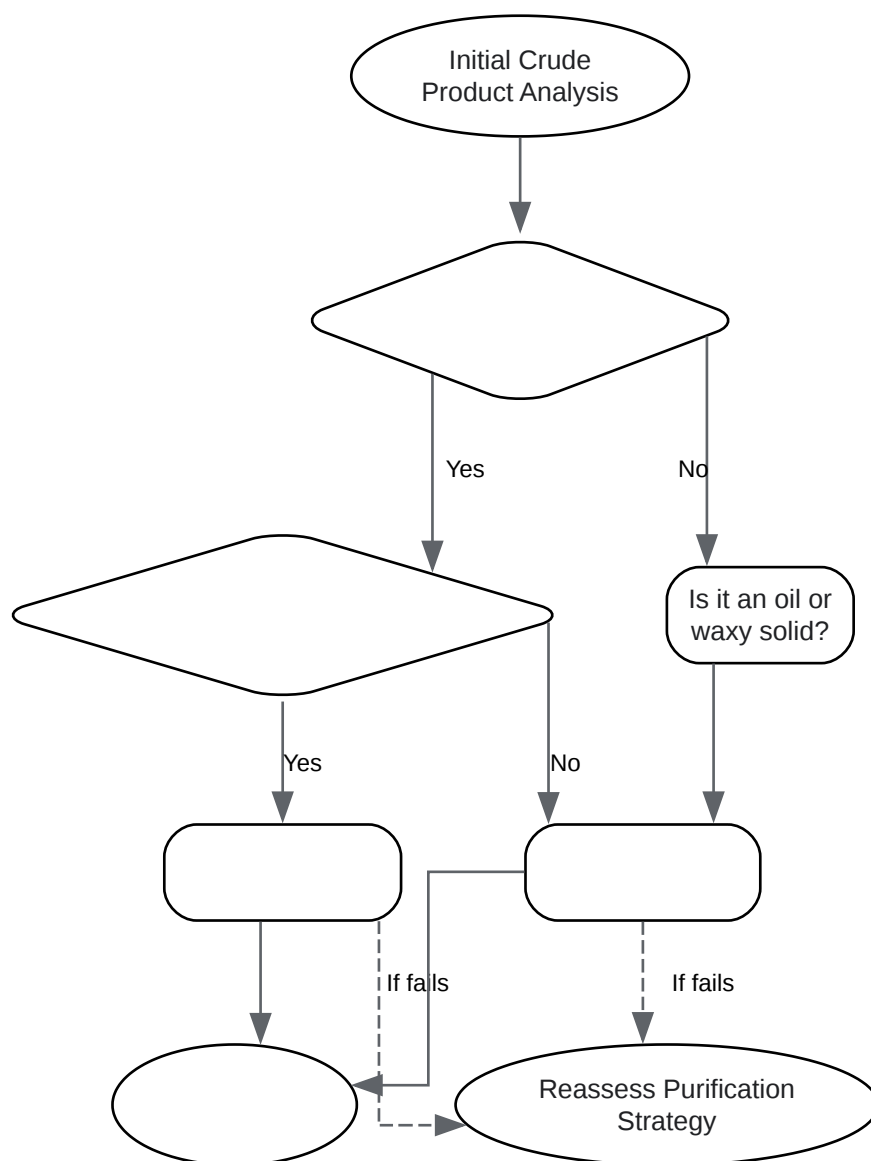 Initial Crude
Product Analysis
Yes
No
Is it an oil or
waxy solid?
Yes
No
If fails
If fails
Reassess Purification
Strategy